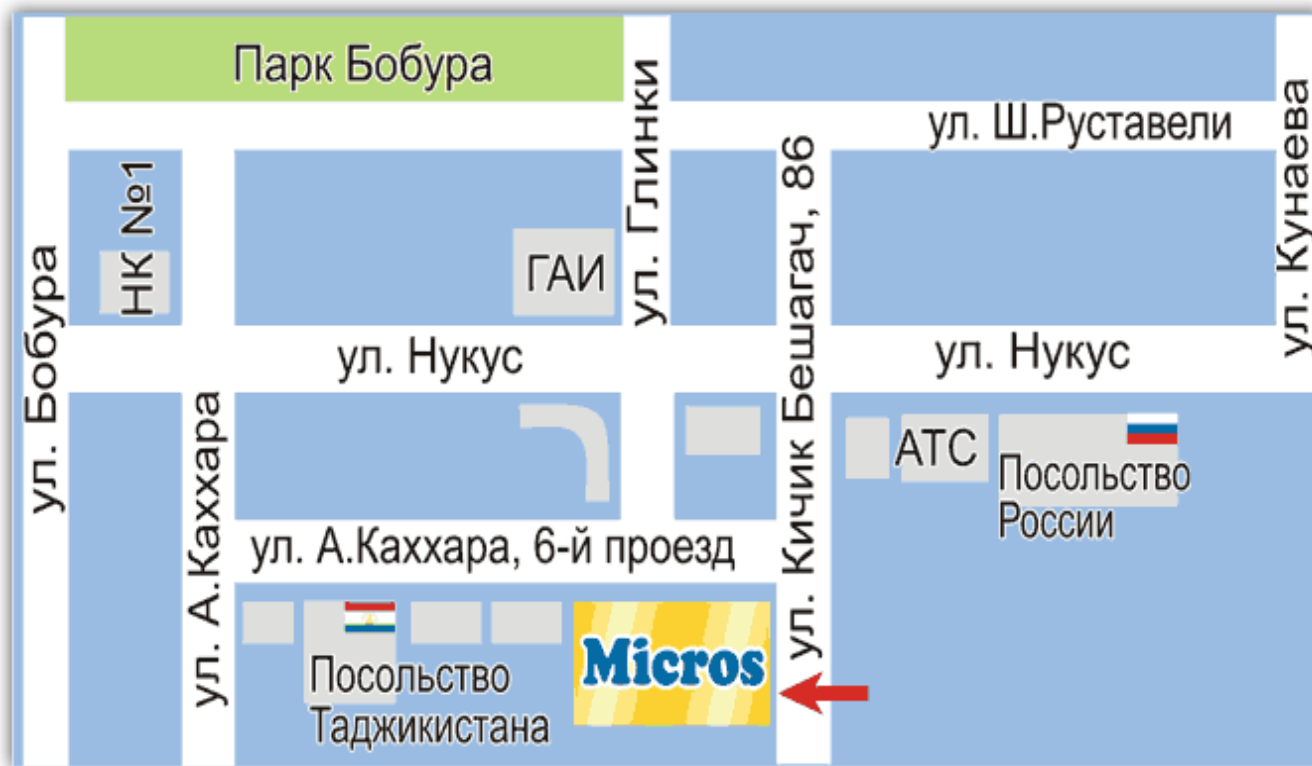 Парк Бобура
ул. Ш.Руставели
ул. Глинки
ул. Кунаева
НК №1
ГАИ
ул. Кичик Бешагач, 86
ул. Бобура
ул. Нукус
ул. Нукус
ул. А.Каххара
АТС
Посольство
России
ул. А.Каххара, 6-й проезд
Посольство
Таджикистана
Micros